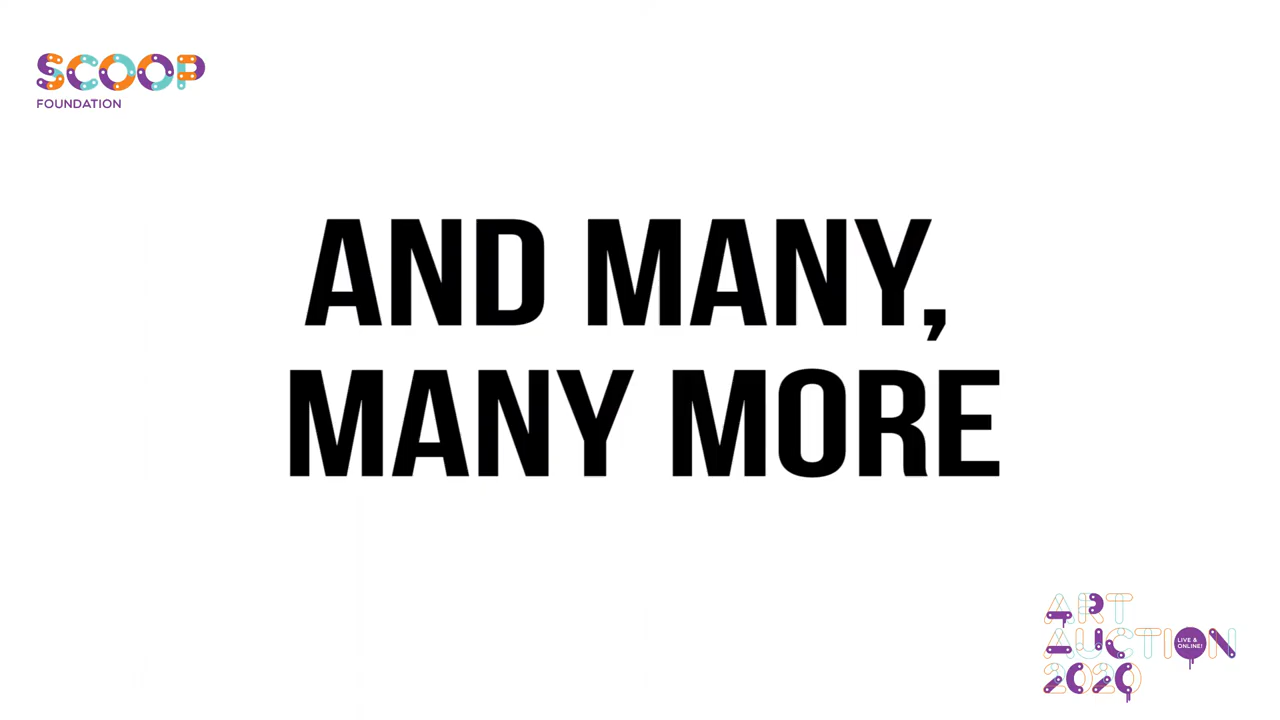 SCOOP
FOUNDATION
AND MANY,
MANY MORE
ART
AUCTION
LIVE &
ONLINE!
2020